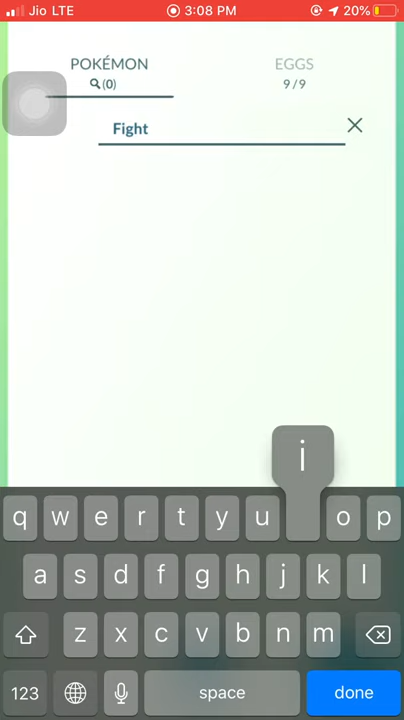 Jio LTE 3:08 PM 20%
POKÉMON EGGS
(0) 9/9
Fight
i
q w e r t y u o p
a s d f g h j k l
z x c v b n m
123 space done